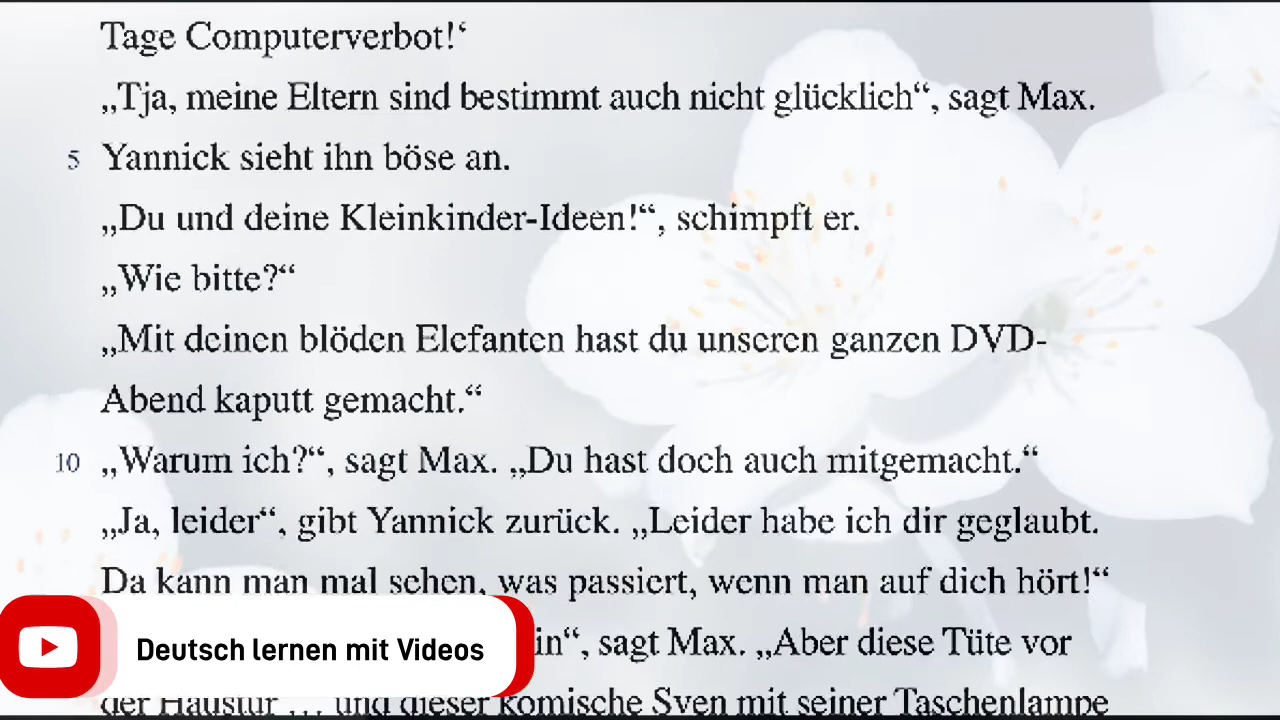 Tage Computerverbot!‘
„Tja, meine Eltern sind bestimmt auch nicht glücklich“, sagt Max.
5 Yannick sieht ihn böse an.
„Du und deine Kleinkinder-Ideen!“, schimpft er.
„Wie bitte?“
„Mit deinen blöden Elefanten hast du unseren ganzen DVD-
Abend kaputt gemacht.“
10 „Warum ich?“, sagt Max. „Du hast doch auch mitgemacht.“
„Ja, leider“, gibt Yannick zurück. „Leider habe ich dir geglaubt.
Da kann man mal sehen, was passiert, wenn man auf dich hört!“
in“, sagt Max. „Aber diese Tüte vor
Deutsch lernen mit Videos
der Haustür … und dieser komische Sven mit seiner Taschenlampe